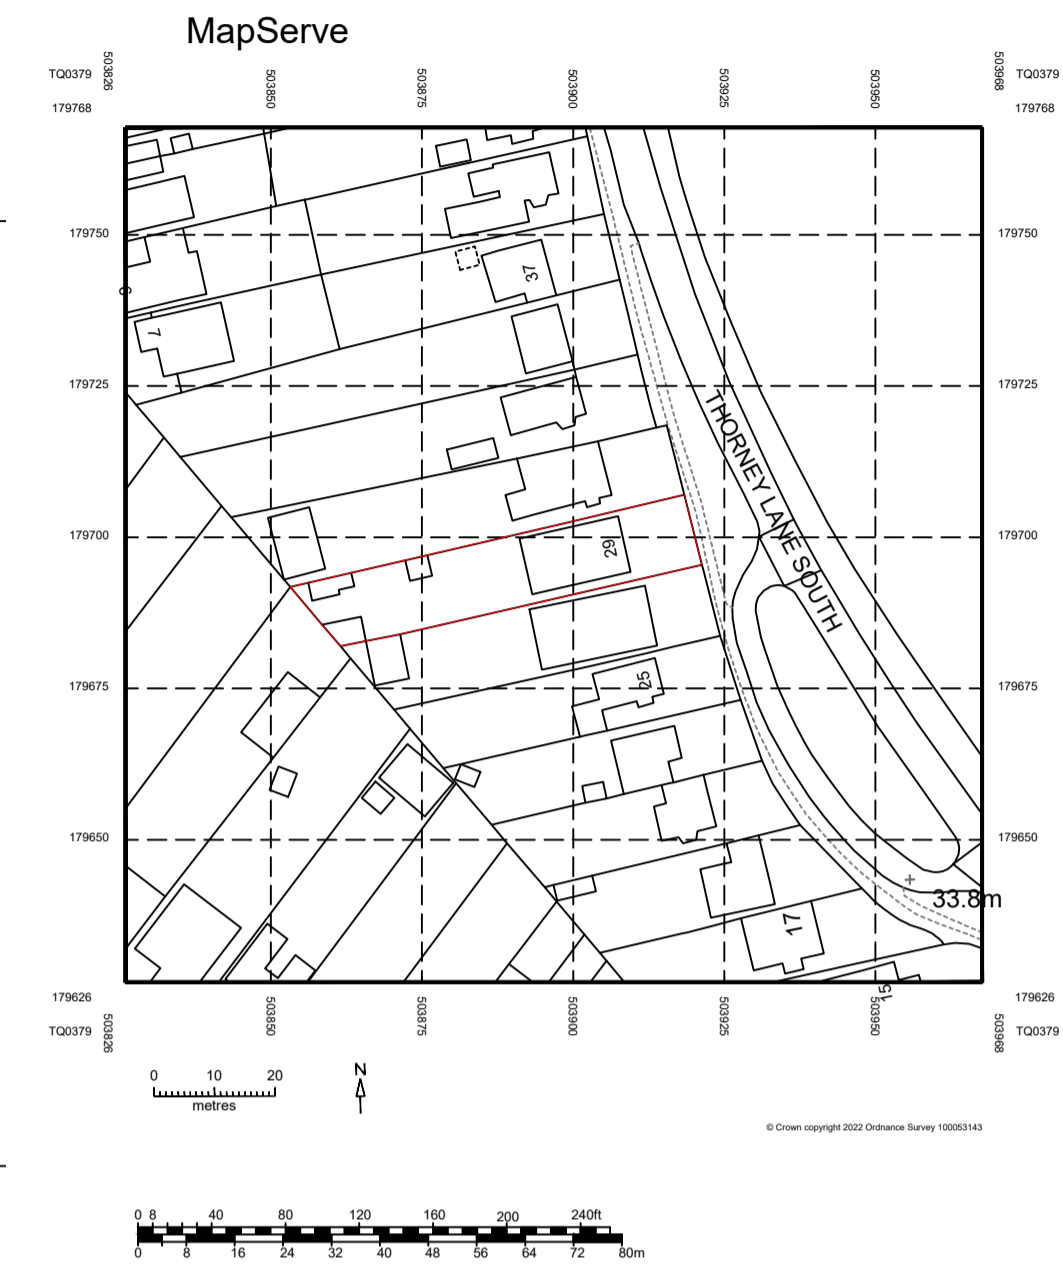 MapServe
TQ0379 503826 503850 503875 503900 503925 503950 503968 TQ0379
179768 179768
179750 179750
37
7
179725 179725
THORNEY LANE SOUTH
179700 179700
29
179675 179675
25
179650 179650
33.8m
17
15
179626 179626
TQ0379 503826 503850 503875 503900 503925 503950 503968 TQ0379
0 10 20
metres
N
© Crown copyright 2022 Ordnance Survey 100053143
0 8 40 80 120 160 200 240ft
0 8 16 24 32 40 48 56 64 72 80m